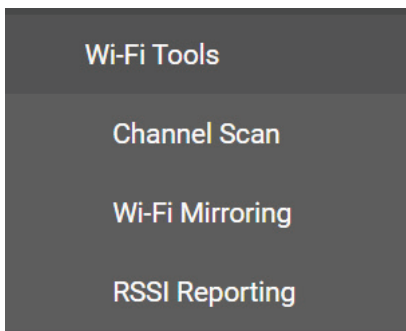 Wi-Fi Tools
Channel Scan
Wi-Fi Mirroring
RSSI Reporting